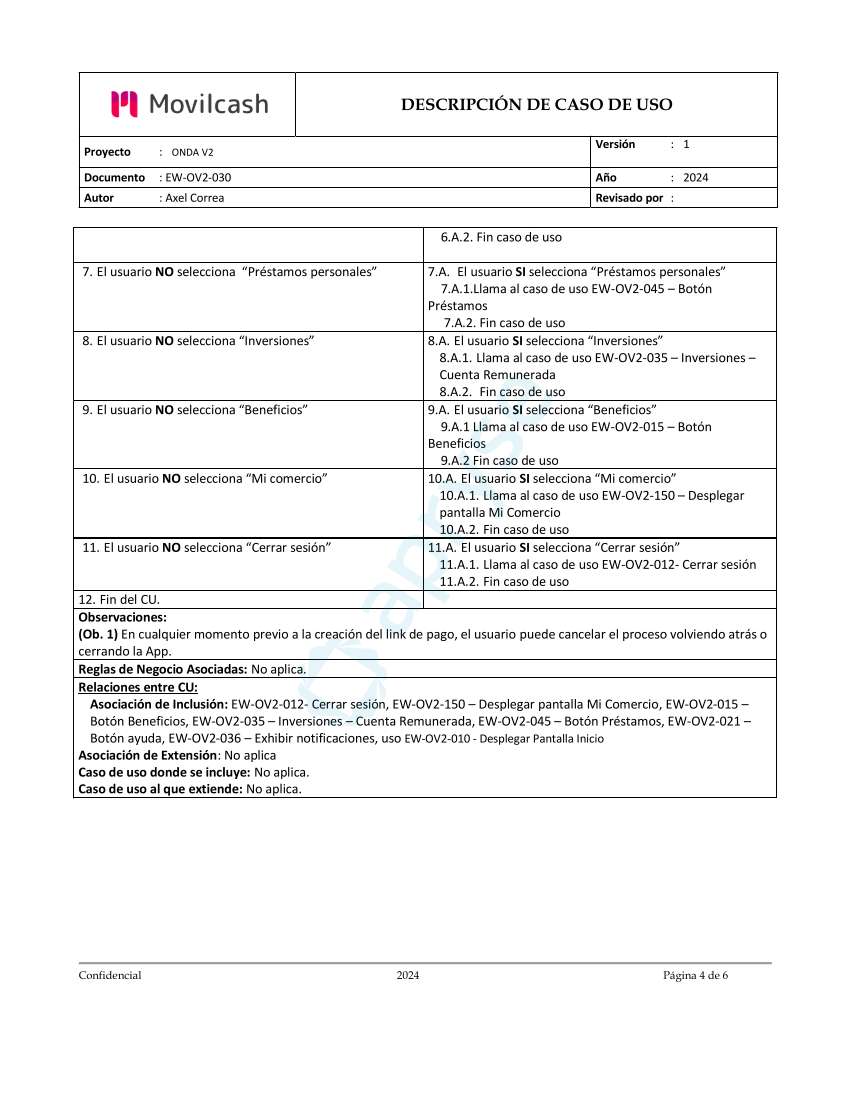 Movilcash
DESCRIPCIÓN DE CASO DE USO
Proyecto : ONDA V2
Versión : 1
Documento : EW-OV2-030
Año : 2024
Autor : Axel Correa
Revisado por :
6.A.2. Fin caso de uso
7. El usuario NO selecciona “Préstamos personales”
7.A. El usuario SI selecciona “Préstamos personales”
7.A.1.Llama al caso de uso EW-OV2-045 – Botón
Préstamos
7.A.2. Fin caso de uso
8. El usuario NO selecciona “Inversiones”
8.A. El usuario SI selecciona “Inversiones”
8.A.1. Llama al caso de uso EW-OV2-035 – Inversiones –
Cuenta Remunerada
8.A.2. Fin caso de uso
9. El usuario NO selecciona “Beneficios”
9.A. El usuario SI selecciona “Beneficios”
9.A.1 Llama al caso de uso EW-OV2-015 – Botón
Beneficios
9.A.2 Fin caso de uso
10. El usuario NO selecciona “Mi comercio”
10.A. El usuario SI selecciona “Mi comercio”
10.A.1. Llama al caso de uso EW-OV2-150 – Desplegar
pantalla Mi Comercio
10.A.2. Fin caso de uso
11. El usuario NO selecciona “Cerrar sesión”
11.A. El usuario SI selecciona “Cerrar sesión”
11.A.1. Llama al caso de uso EW-OV2-012- Cerrar sesión
11.A.2. Fin caso de uso
12. Fin del CU.
Observaciones:
(Ob. 1) En cualquier momento previo a la creación del link de pago, el usuario puede cancelar el proceso volviendo atrás o
cerrando la App.
Reglas de Negocio Asociadas: No aplica.
Relaciones entre CU:
Asociación de Inclusión: EW-OV2-012- Cerrar sesión, EW-OV2-150 – Desplegar pantalla Mi Comercio, EW-OV2-015 –
Botón Beneficios, EW-OV2-035 – Inversiones – Cuenta Remunerada, EW-OV2-045 – Botón Préstamos, EW-OV2-021 –
Botón ayuda, EW-OV2-036 – Exhibir notificaciones, uso EW-OV2-010 - Desplegar Pantalla Inicio
Asociación de Extensión: No aplica
Caso de uso donde se incluye: No aplica.
Caso de uso al que extiende: No aplica.
Confidencial
2024
Página 4 de 6